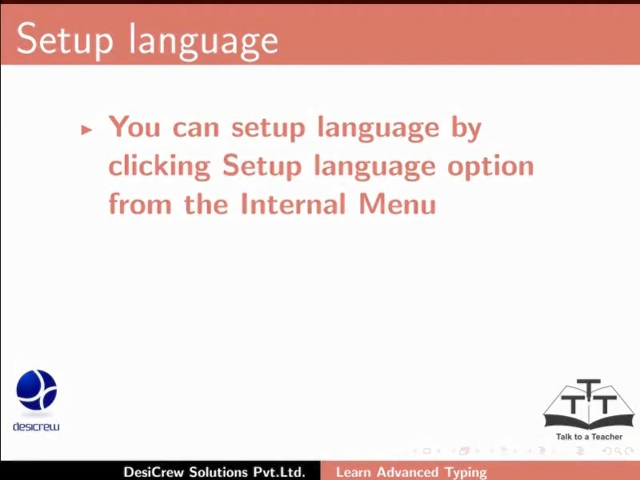 Setup language
You can setup language by
clicking Setup language option
from the Internal Menu
desicrew
T
T T
Talk to a Teacher
DesiCrew Solutions Pvt.Ltd. Learn Advanced Typing